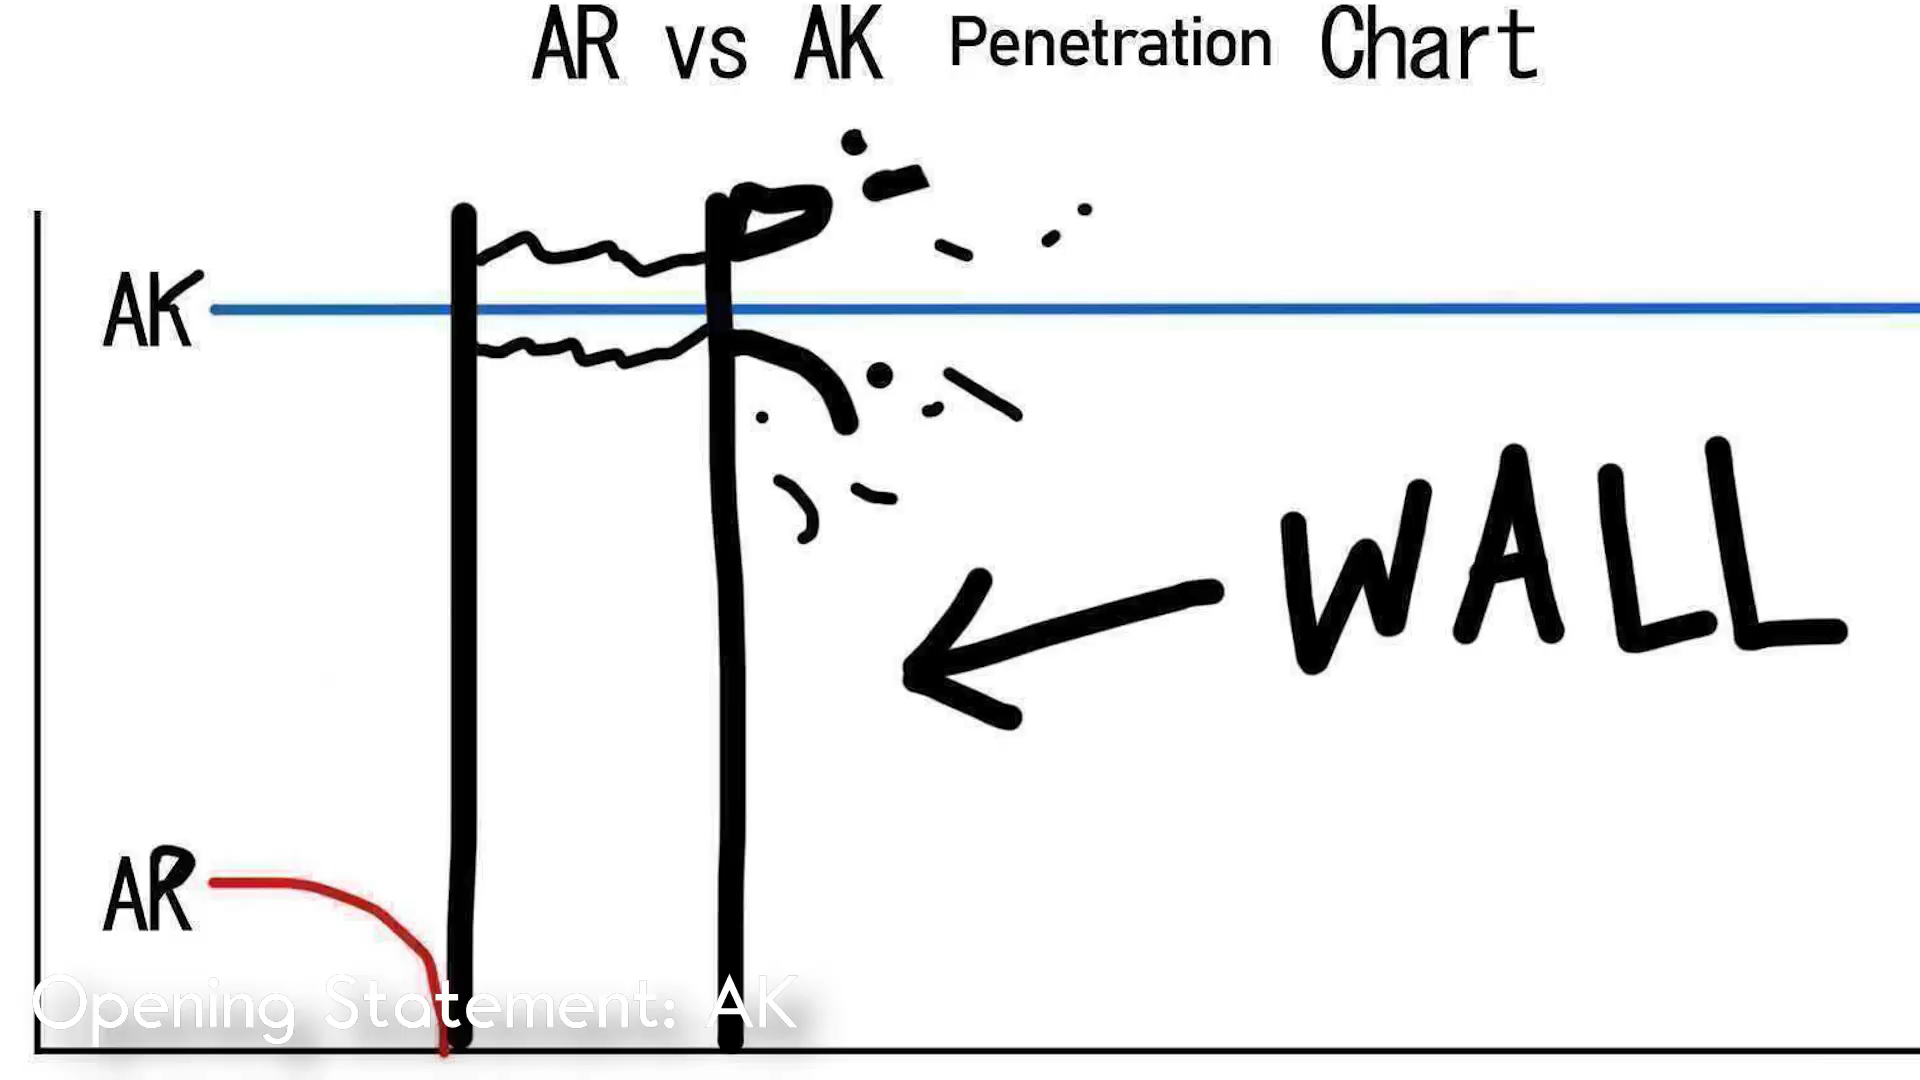 AR vs AK Penetration Chart
AK
WALL
AR
Opening Statement: AK